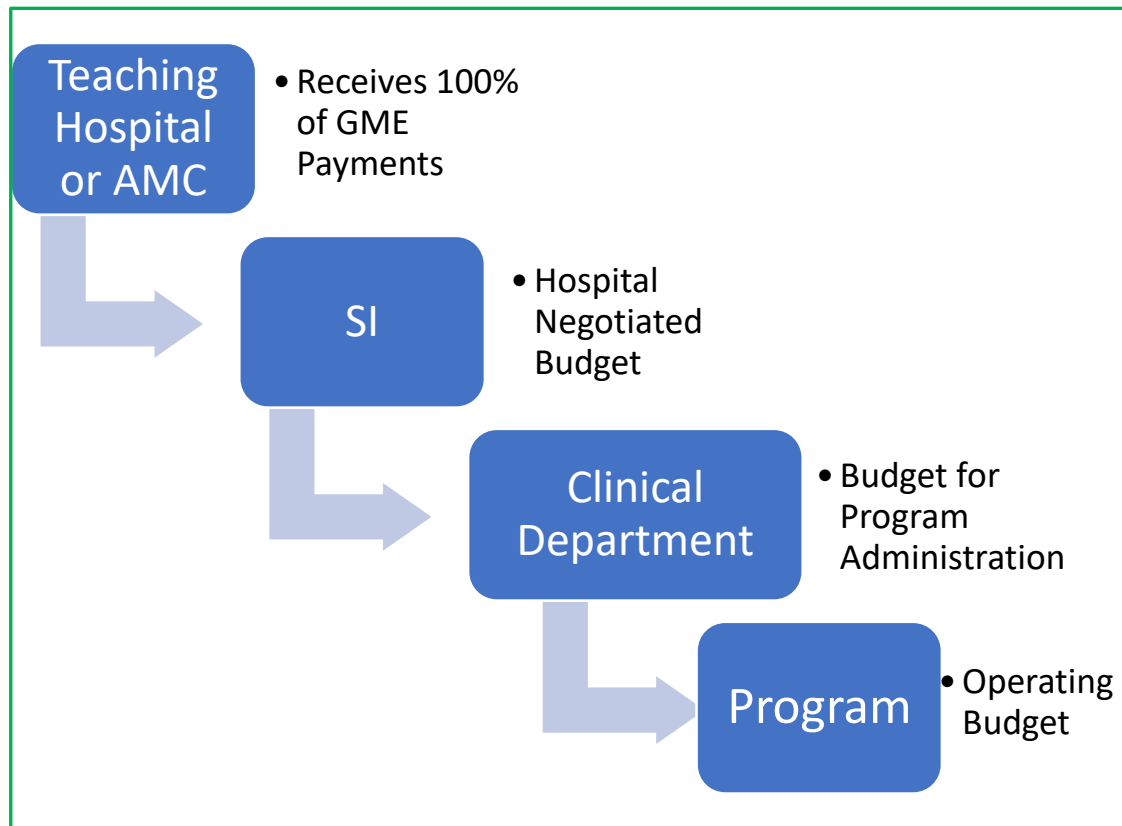 Teaching
Hospital
or AMC
• Receives 100%
of GME
Payments
SI
• Hospital
Negotiated
Budget
Clinical
Department
• Budget for
Program
Administration
Program
• Operating
Budget